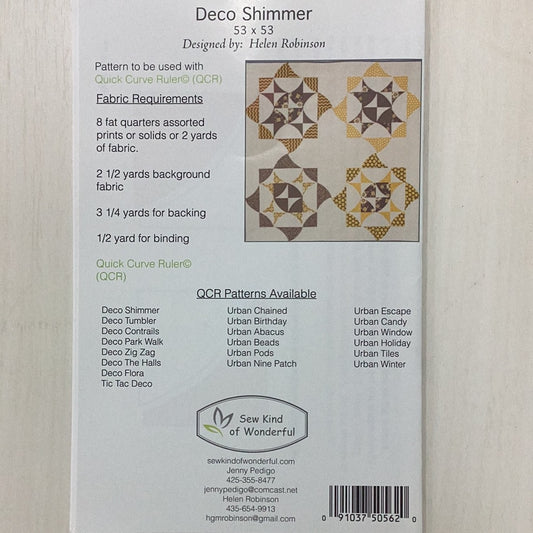 Deco Shimmer
53 x 53
Designed by: Helen Robinson
Pattern to be used with
Quick Curve Ruler© (QCR)
Fabric Requirements
8 fat quarters assorted
prints or solids or 2 yards
of fabric.
2 1/2 yards background
fabric
3 1/4 yards for backing
1/2 yard for binding
Quick Curve Ruler©
(QCR)
QCR Patterns Available
Deco Shimmer
Deco Tumbler
Deco Contrails
Deco Park Walk
Deco Zig Zag
Deco The Halls
Deco Flora
Tic Tac Deco
Urban Chained
Urban Birthday
Urban Abacus
Urban Beads
Urban Pods
Urban Nine Patch
Urban Escape
Urban Candy
Urban Window
Urban Holiday
Urban Tiles
Urban Winter
Sew Kind
of Wonderful
sewkindofwonderful.com
Jenny Pedigo
425-355-8477
jennypedigo@comcast.net
Helen Robinson
435-654-9913
hgmrobinson@gmail.com
0 91037 50562 0